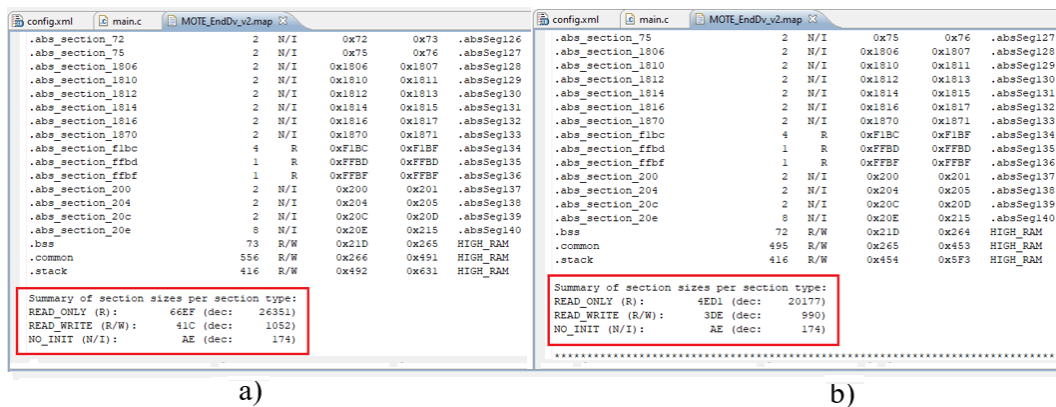 config.xml main.c MOTE_EndDv_v2.map
.abs_section_72 2 N/I 0x72 0x73 .absSeg126
.abs_section_75 2 N/I 0x75 0x76 .absSeg127
.abs_section_1806 2 N/I 0x1806 0x1807 .absSeg128
.abs_section_1810 2 N/I 0x1810 0x1811 .absSeg129
.abs_section_1812 2 N/I 0x1812 0x1813 .absSeg130
.abs_section_1814 2 N/I 0x1814 0x1815 .absSeg131
.abs_section_1816 2 N/I 0x1816 0x1817 .absSeg132
.abs_section_1870 2 N/I 0x1870 0x1871 .absSeg133
.abs_section_f1bc 4 R 0xF1BC 0xF1BF .absSeg134
.abs_section_ffbd 1 R 0xFFBD 0xFFBD .absSeg135
.abs_section_ffbf 1 R 0xFFBF 0xFFBF .absSeg136
.abs_section_200 2 N/I 0x200 0x201 .absSeg137
.abs_section_204 2 N/I 0x204 0x205 .absSeg138
.abs_section_20c 2 N/I 0x20C 0x20D .absSeg139
.abs_section_20e 8 N/I 0x20E 0x215 .absSeg140
.bss 73 R/W 0x21D 0x265 HIGH_RAM
.common 556 R/W 0x266 0x491 HIGH_RAM
.stack 416 R/W 0x492 0x631 HIGH_RAM
Summary of section sizes per section type:
READ_ONLY (R): 66EF (dec: 26351)
READ_WRITE (R/W): 41C (dec: 1052)
NO_INIT (N/I): AE (dec: 174)
a)
config.xml main.c MOTE_EndDv_v2.map
.abs_section_75 2 N/I 0x75 0x76 .absSeg127
.abs_section_1806 2 N/I 0x1806 0x1807 .absSeg128
.abs_section_1810 2 N/I 0x1810 0x1811 .absSeg129
.abs_section_1812 2 N/I 0x1812 0x1813 .absSeg130
.abs_section_1814 2 N/I 0x1814 0x1815 .absSeg131
.abs_section_1816 2 N/I 0x1816 0x1817 .absSeg132
.abs_section_1870 2 N/I 0x1870 0x1871 .absSeg133
.abs_section_f1bc 4 R 0xF1BC 0xF1BF .absSeg134
.abs_section_ffbd 1 R 0xFFBD 0xFFBD .absSeg135
.abs_section_ffbf 1 R 0xFFBF 0xFFBF .absSeg136
.abs_section_200 2 N/I 0x200 0x201 .absSeg137
.abs_section_204 2 N/I 0x204 0x205 .absSeg138
.abs_section_20c 2 N/I 0x20C 0x20D .absSeg139
.abs_section_20e 8 N/I 0x20E 0x215 .absSeg140
.bss 72 R/W 0x21D 0x264 HIGH_RAM
.common 495 R/W 0x265 0x453 HIGH_RAM
.stack 416 R/W 0x454 0x5F3 HIGH_RAM
Summary of section sizes per section type:
READ_ONLY (R): 4ED1 (dec: 20177)
READ_WRITE (R/W): 3DE (dec: 990)
NO_INIT (N/I): AE (dec: 174)
b)